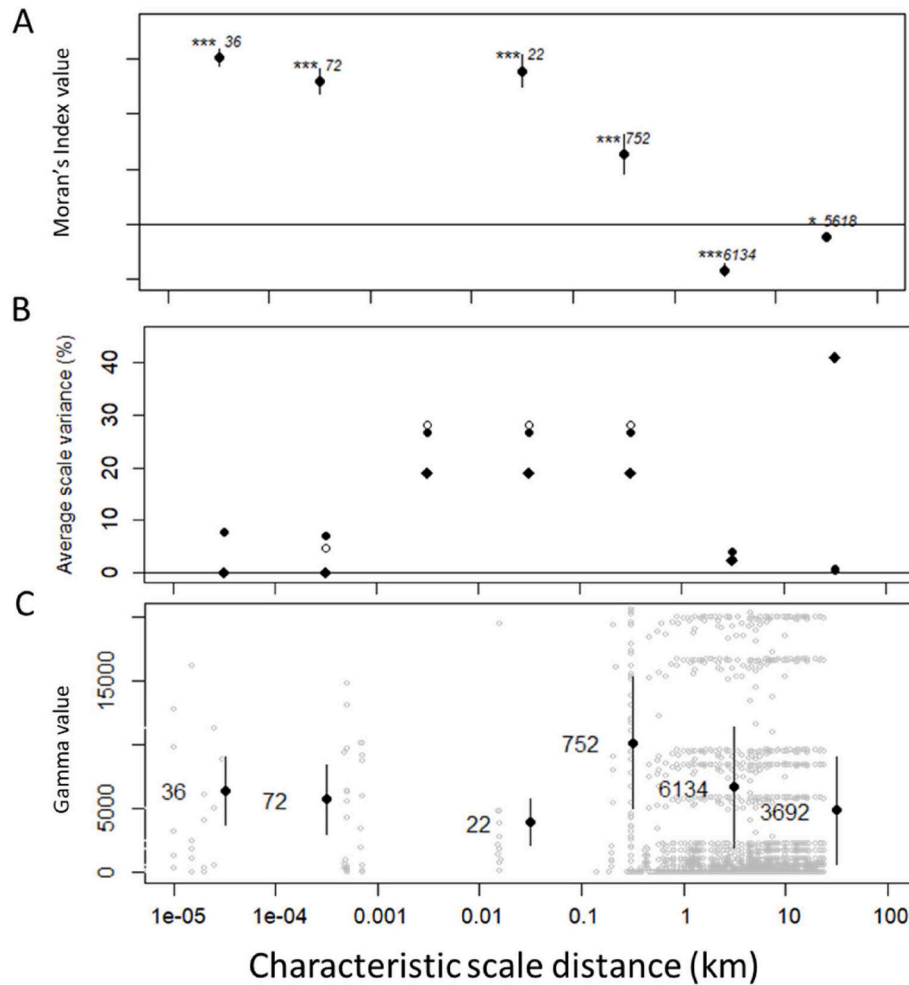 A
Moran's Index value
*** 36
*** 72
*** 22
*** 752
***6134
* 5618
B
Average scale variance (%)
40
30
20
10
0
C
Gamma value
15000
5000
0
36
72
22
752
6134
3692
1e-05 1e-04 0.001 0.01 0.1 1 10 100
Characteristic scale distance (km)